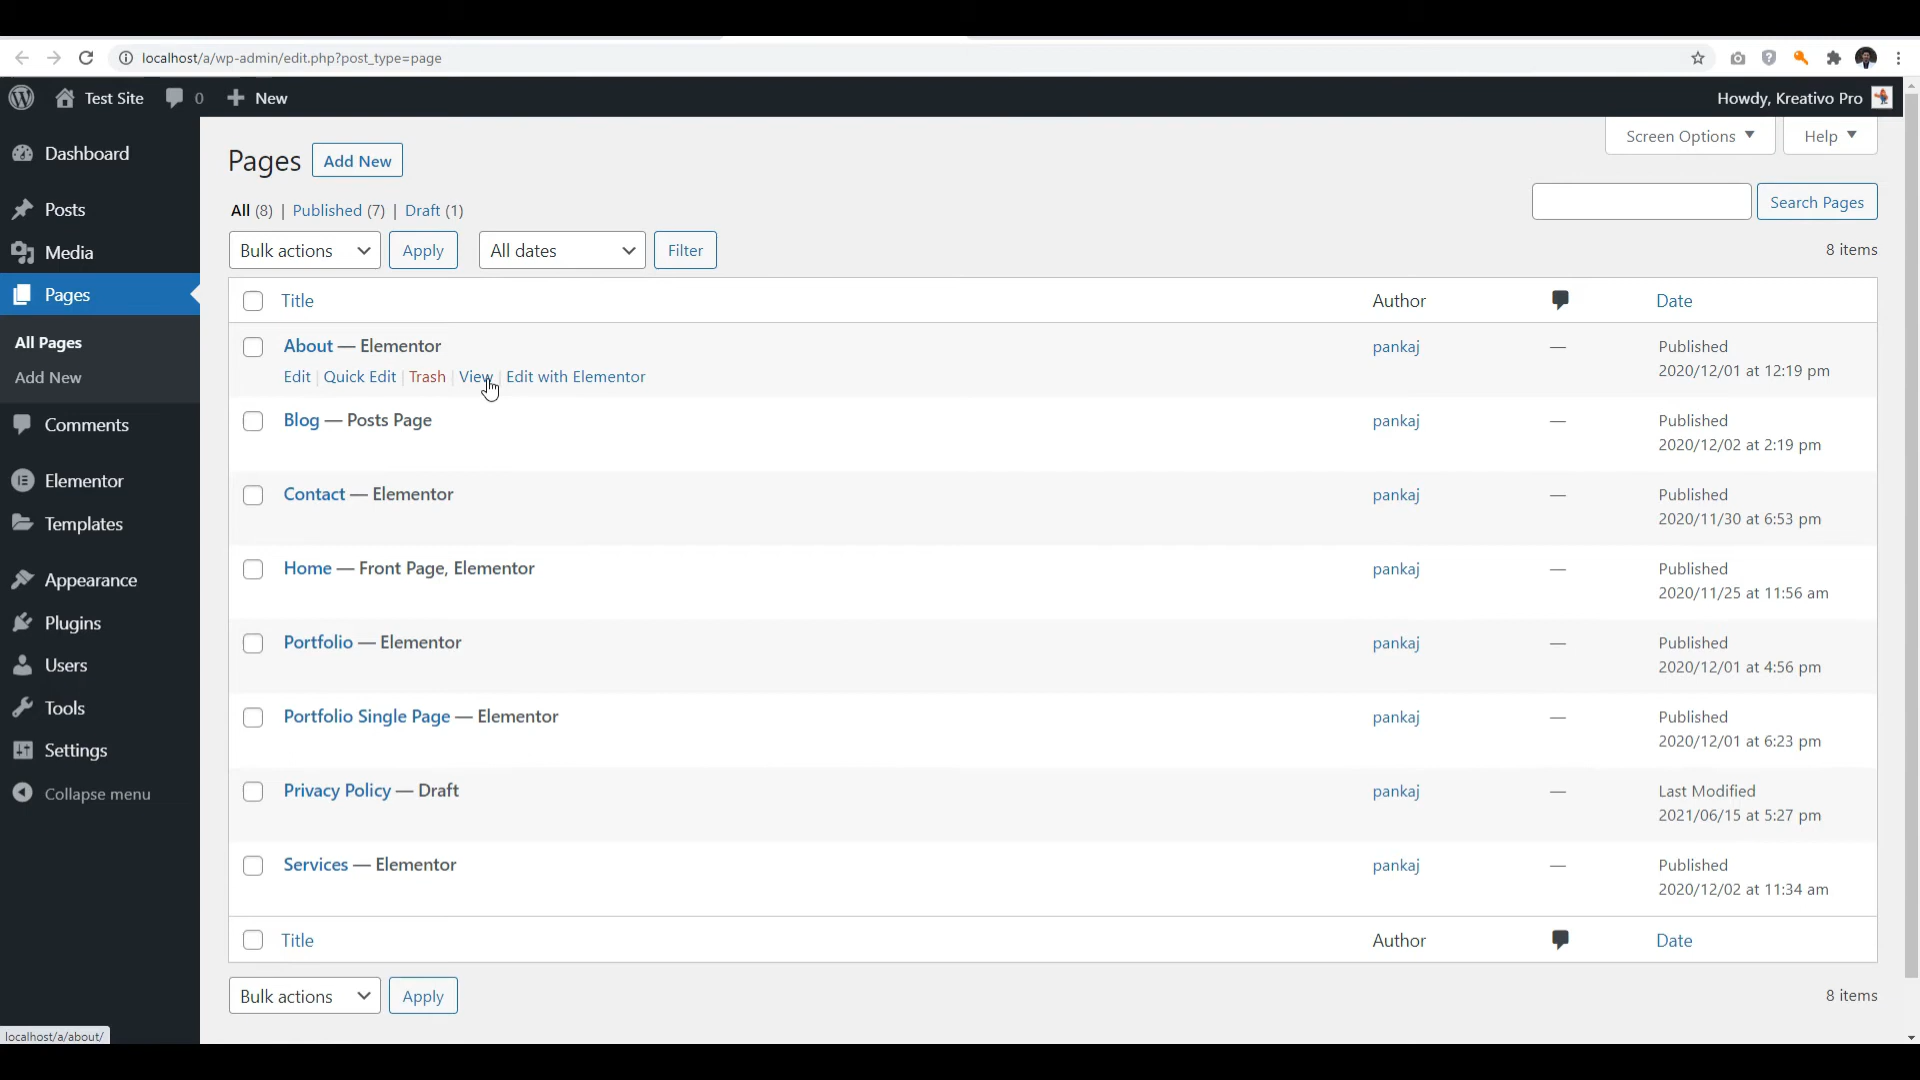 localhost/a/wp-admin/edit.php?post_type=page
Test Site 0 New Howdy, Kreativo Pro
Dashboard
Posts
Media
Pages
All Pages
Add New
Comments
Elementor
Templates
Appearance
Plugins
Users
Tools
Settings
Collapse menu
Screen Options Help
Pages Add New
All (8) | Published (7) | Draft (1)
Search Pages
Bulk actions Apply All dates Filter 8 items
Title Author Date
About — Elementor pankaj — Published
2020/12/01 at 12:19 pm
Edit | Quick Edit | Trash | View | Edit with Elementor
Blog — Posts Page pankaj — Published
2020/12/02 at 2:19 pm
Contact — Elementor pankaj — Published
2020/11/30 at 6:53 pm
Home — Front Page, Elementor pankaj — Published
2020/11/25 at 11:56 am
Portfolio — Elementor pankaj — Published
2020/12/01 at 4:56 pm
Portfolio Single Page — Elementor pankaj — Published
2020/12/01 at 6:23 pm
Privacy Policy — Draft pankaj — Last Modified
2021/06/15 at 5:27 pm
Services — Elementor pankaj — Published
2020/12/02 at 11:34 am
Title Author Date
Bulk actions Apply 8 items
localhost/a/about/